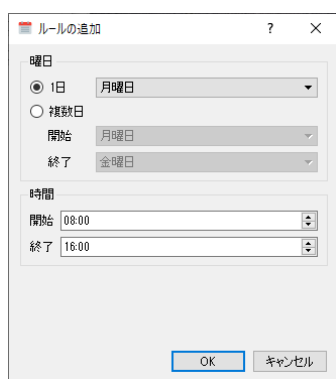 ルールの追加 ?
曜日
1日 月曜日
複数日
開始 月曜日
終了 金曜日
時間
開始 08:00
終了 16:00
OK キャンセル